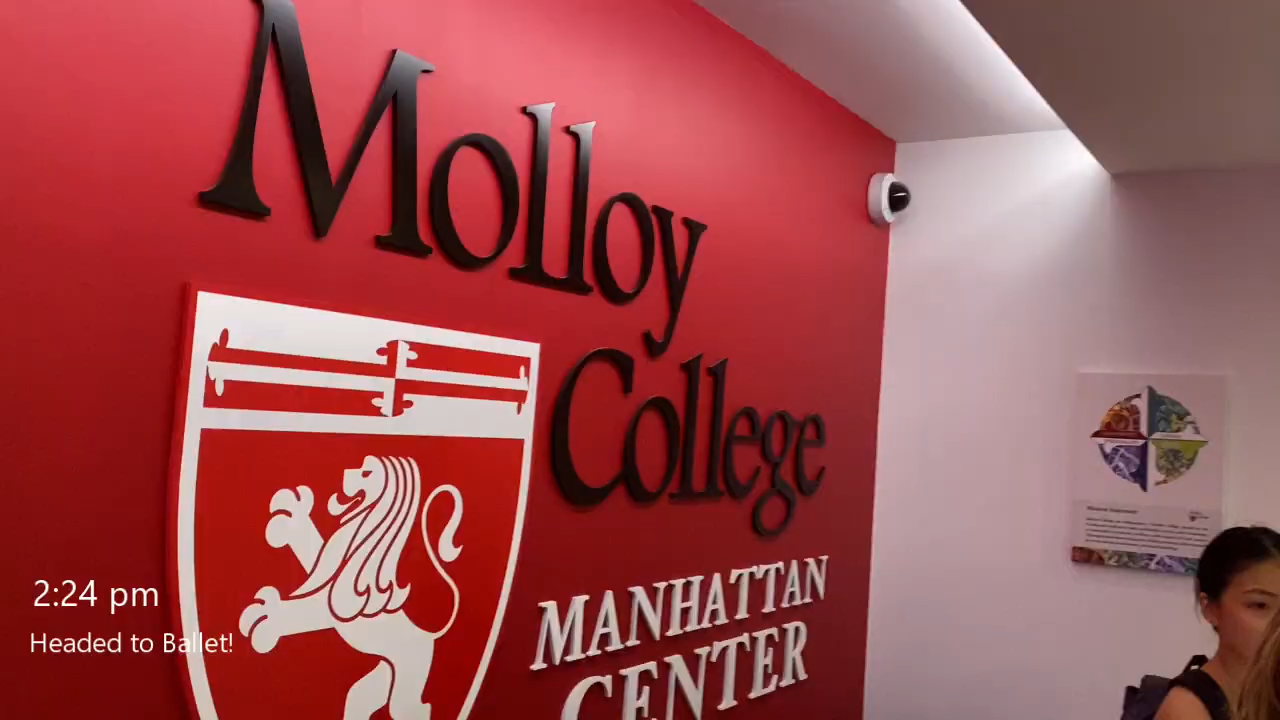 Molloy
College
MANHATTAN
CENTER
2:24 pm
Headed to Ballet!